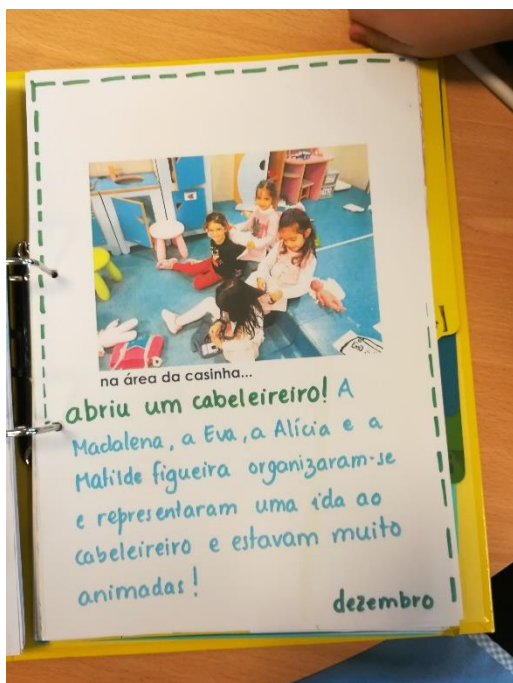 na área da casinha...
abriu um cabeleireiro! A
Madalena, a Eva, a Alícia e a
Matilde figueira organizaram-se
e representaram uma ida ao
cabeleireiro e estavam muito
animadas!
dezembro